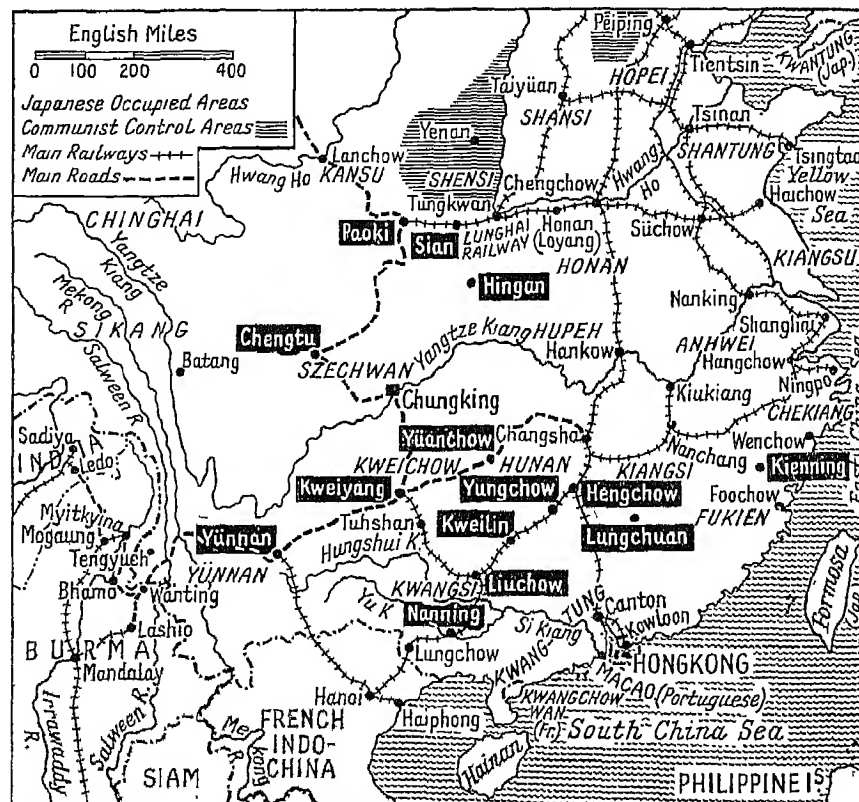 English Miles
0 100 200 400
Japanese Occupied Areas
Communist Control Areas
Main Railways
Main Roads
Peiping
HOPEI
Tientsin
KWANTUNG
(Jap.)
Taiyüan
SHANSI
Tsinan
SHANTUNG
Tsingtao
Yellow
Sea
Yenan
SHENSI
Lanchow
Hwang Ho
KANSU
Chengchow
Hwang
Ho
Haichow
Tungkwan
CHINGHAI
Paoki
Sian
LUNGHAI
RAILWAY
Honan
(Loyang)
HONAN
Süchow
KIANGSU
Yangtze
Kiang
Mekong
R
SIKANG
Salween R
Hingan
Nanking
Shanghai
Chengtu
SZECHWAN
Yangtze Kiang
HUPEH
Hankow
ANHWEI
Hangchow
Batang
Chungking
Kiukiang
Ningpo
CHEKIANG
Sadiya
INDIA
Ledo
Yüanchow
Changsha
KWEICHOW
HUNAN
Nanchang
KIANGSI
Wenchow
Kienning
Kweiyang
Yungchow
Hengchow
Foochow
FUKIEN
Myitkyina
Mogaung
Tengyueh
Yünnan
YÜNNAN
Tuhshan
Hungshui K
Kweilin
Lungchuan
Bhamo
Wanting
Liuchow
KWANGSI
Yu K
Nanning
Formosa
Lashio
BURMA
Mandalay
Lungchow
Si Kiang
KWANG-
TUNG
Canton
Kowloon
HONGKONG
MACAO (Portuguese)
Irrawaddy
R.
Salween R.
Hanoi
Haiphong
KWANGCHOW
WAN
(Fr.)
South China Sea
Mekong
R
FRENCH
INDO-
CHINA
SIAM
Hainan
PHILIPPINE IS